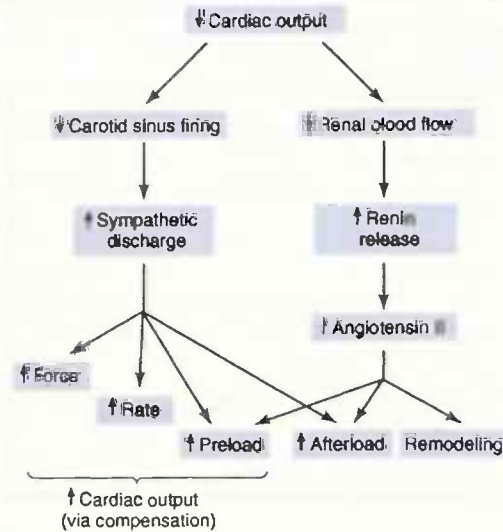 ↓ Cardiac output
↓ Carotid sinus firing
↓ Renal blood flow
↑ Sympathetic
discharge
↑ Renin
release
↑ Angiotensin II
↑ Force
↑ Rate
↑ Preload
↑ Afterload
Remodeling
↑ Cardiac output
(via compensation)